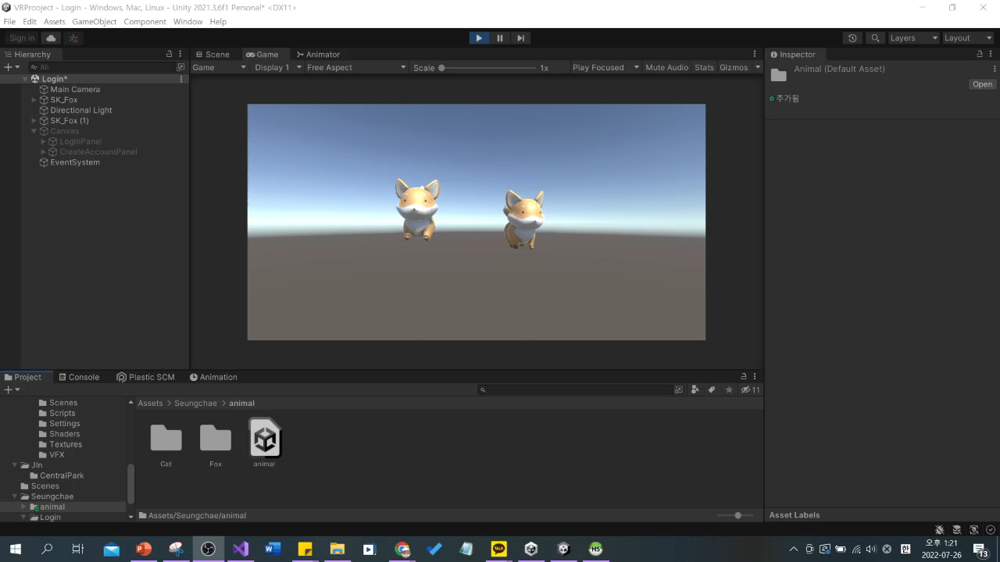 VRProoject - Login - Windows, Mac, Linux - Unity 2021.3.6f1 Personal* <DX11>
File Edit Assets GameObject Component Window Help
Sign in
Layers Layout
Hierarchy
All
Login*
Main Camera
SK_Fox
Directional Light
SK_Fox (1)
Canvas
LoginPanel
CreateAccountPanel
EventSystem
Scene Game Animator
Game Display 1 Free Aspect Scale 1x Play Focused Mute Audio Stats Gizmos
Inspector
Animal (Default Asset)
Open
추가됨
Asset Labels
Project Console Plastic SCM Animation
11
Scenes
Scripts
Settings
Shaders
Textures
VFX
JIn
CentralPark
Scenes
Seungchae
animal
Login
Assets > Seungchae > animal
Cat Fox animal
Assets/Seungchae/animal
오후 1:21
2022-07-26
13